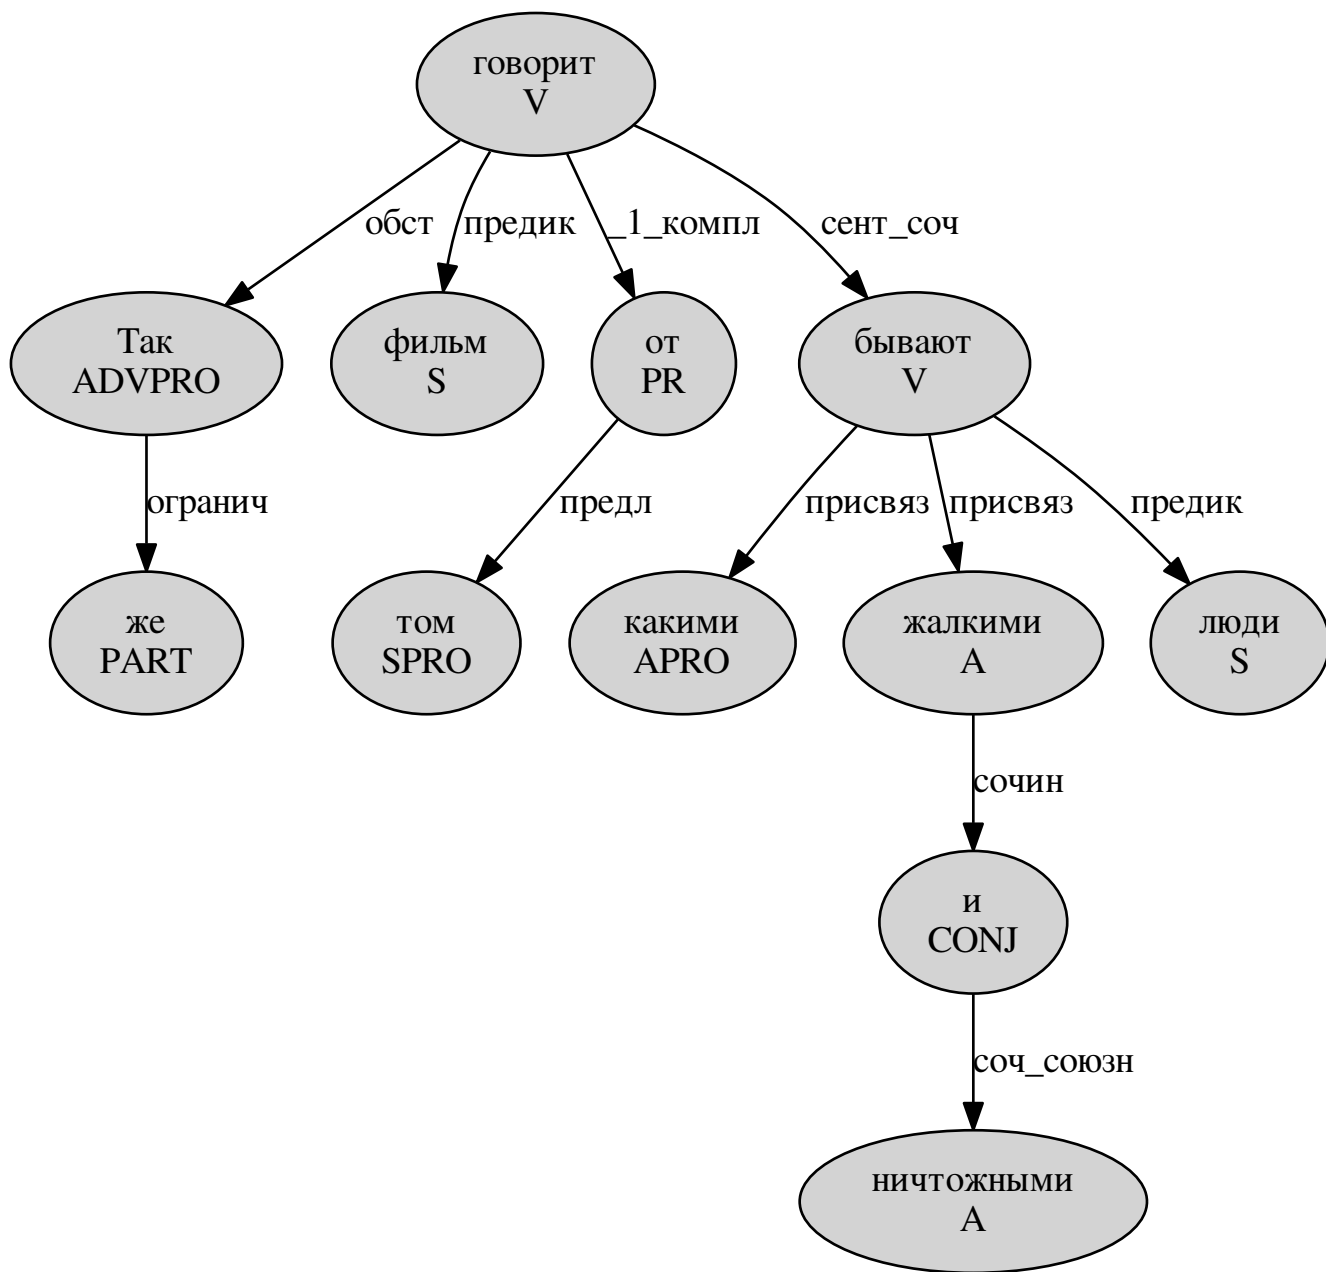 говорит
V
обст
предик
_1_компл
сент_соч
Так
ADVPRO
фильм
S
от
PR
бывают
V
огранич
предл
присвяз
присвяз
предик
же
PART
том
SPRO
какими
APRO
жалкими
A
люди
S
сочин
и
CONJ
соч_союзн
ничтожными
A